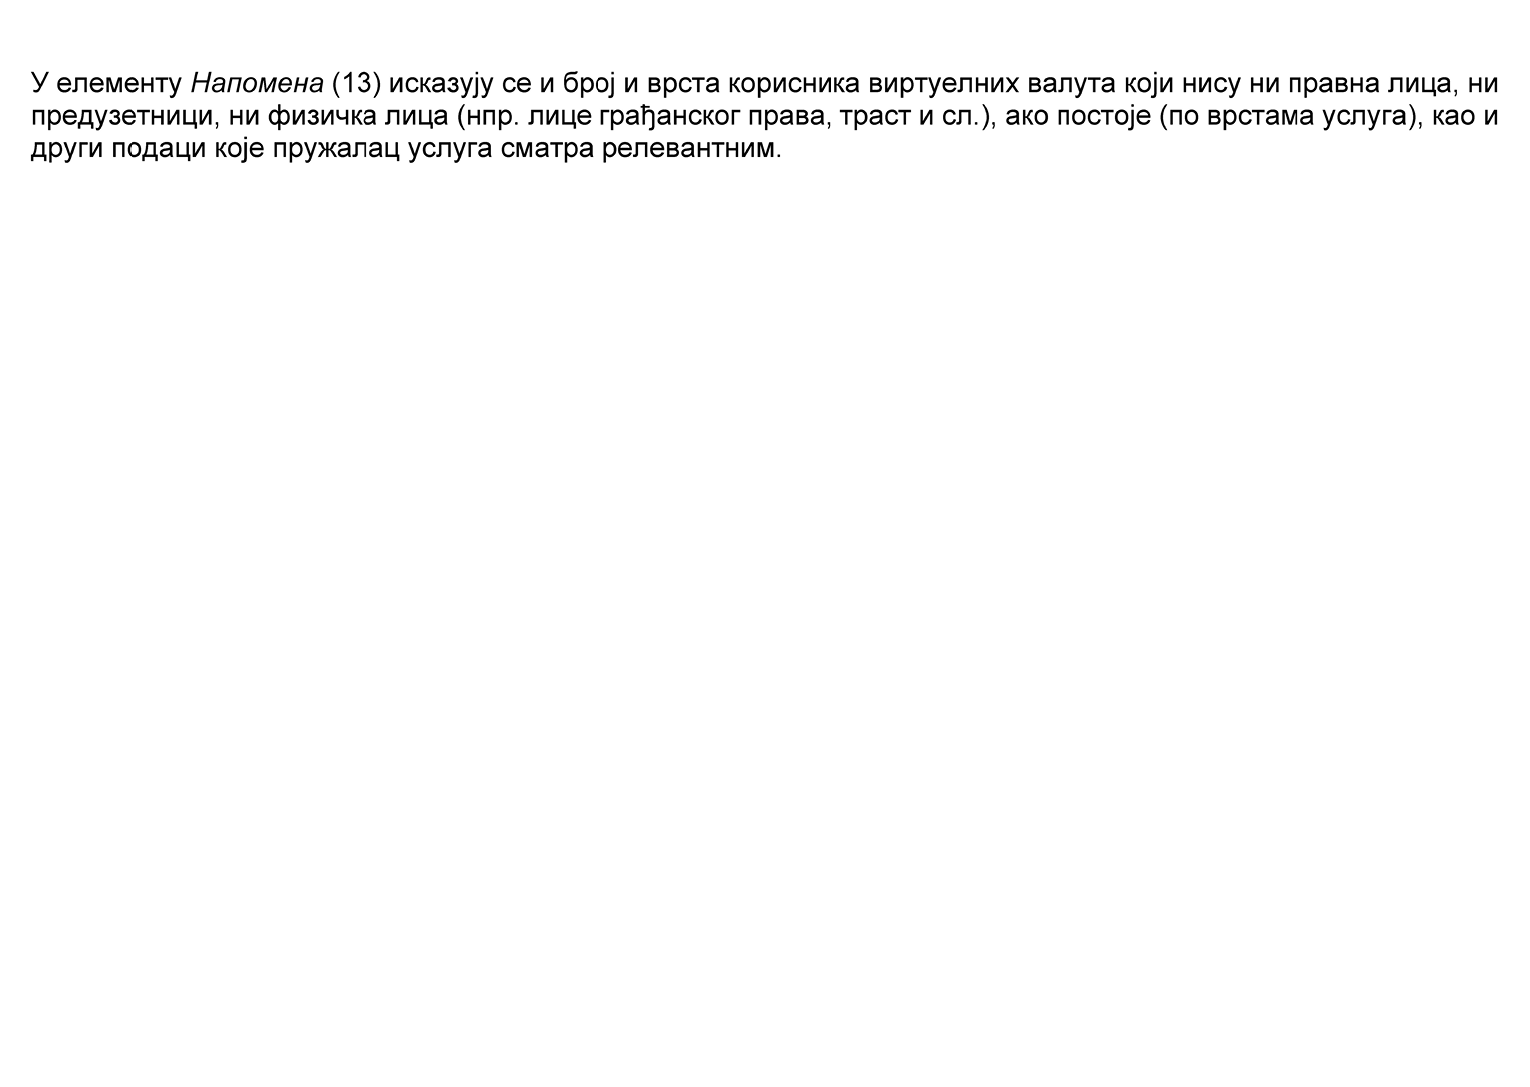 У елементу Напомена (13) исказују се и број и врста корисника виртуелних валута који нису ни правна лица, ни
предузетници, ни физичка лица (нпр. лице грађанског права, траст и сл.), ако постоје (по врстама услуга), као и
други подаци које пружалац услуга сматра релевантним.